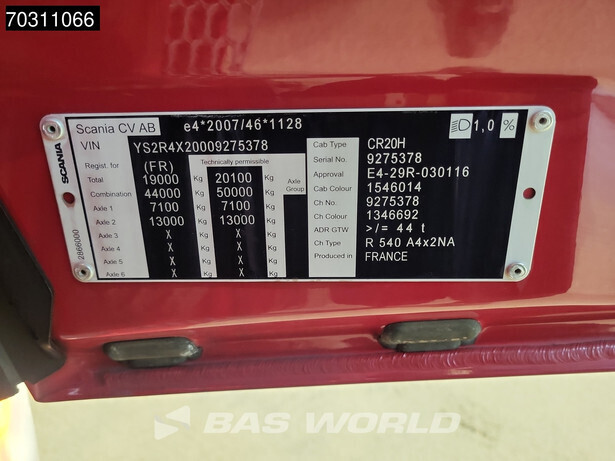 70311066
Scania CV AB e4*2007/46*1128 1,0 %
VIN YS2R4X20009275378
Regist. for (FR) Technically permissible
Total 19000 Kg 20100 Kg Axle Group
Combination 44000 Kg 50000 Kg
Axle 1 7100 Kg 7100 Kg
Axle 2 13000 Kg 13000 Kg
Axle 3 X Kg X Kg
Axle 4 X Kg X Kg
Axle 5 X Kg X Kg
Axle 6 X Kg X Kg
Cab Type CR20H
Serial No. 9275378
Approval E4-29R-030116
Cab Colour 1546014
Ch No. 9275378
Ch Colour 1346692
ADR GTW >/= 44 t
Ch Type R 540 A4x2NA
Produced in FRANCE
SCANIA
2866000
BAS WORLD